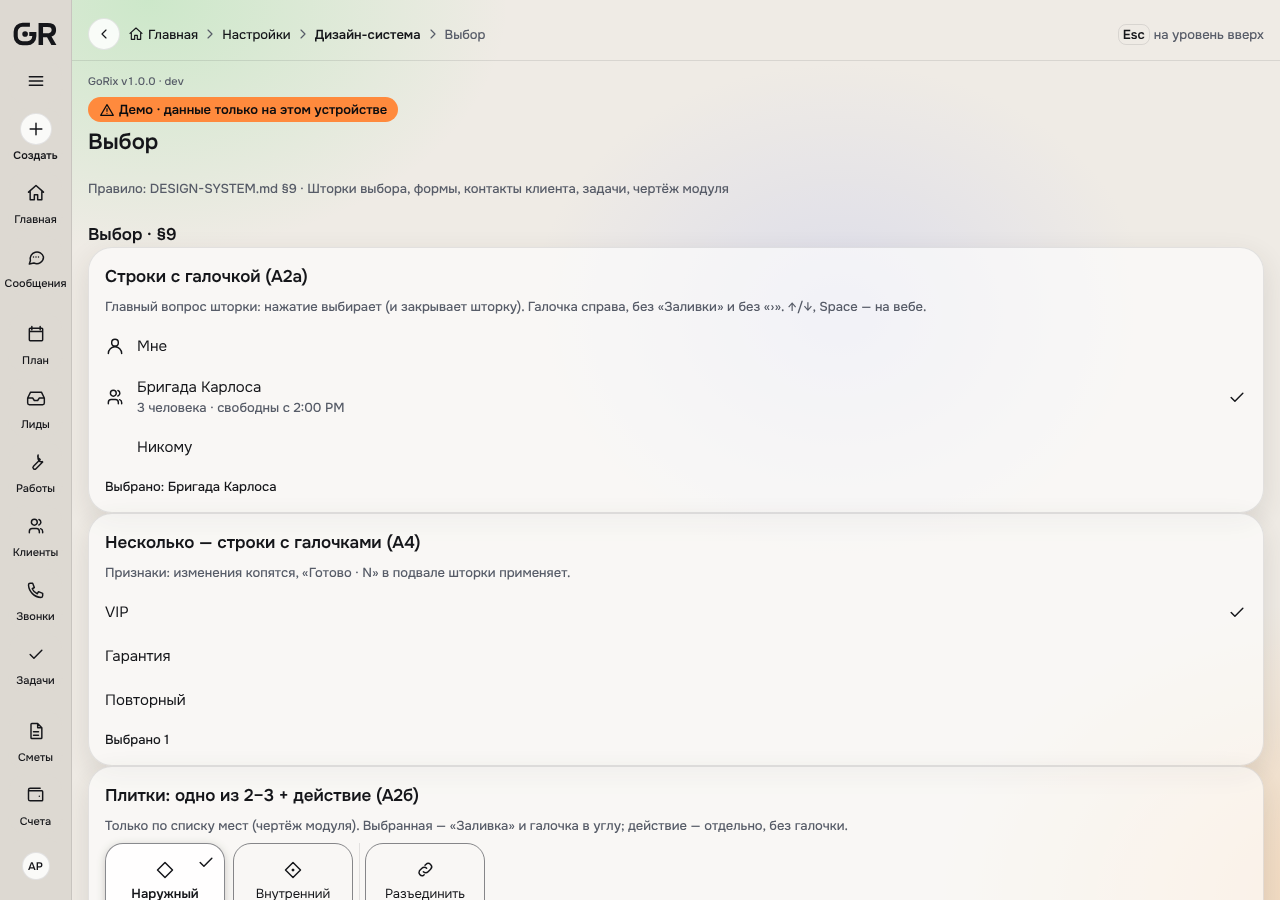 GR
Создать
Главная
Сообщения
План
Лиды
Работы
Клиенты
Звонки
Задачи
Сметы
Счета
AP
Главная > Настройки > Дизайн-система > Выбор
Esc на уровень вверх
GoRix v1.0.0 · dev
Демо · данные только на этом устройстве
Выбор
Правило: DESIGN-SYSTEM.md §9 · Шторки выбора, формы, контакты клиента, задачи, чертёж модуля
Выбор · §9
Строки с галочкой (A2а)
Главный вопрос шторки: нажатие выбирает (и закрывает шторку). Галочка справа, без «Заливки» и без «›». ↑/↓, Space — на вебе.
Мне
Бригада Карлоса
3 человека · свободны с 2:00 PM
Никому
Выбрано: Бригада Карлоса
Несколько — строки с галочками (A4)
Признаки: изменения копятся, «Готово · N» в подвале шторки применяет.
VIP
Гарантия
Повторный
Выбрано 1
Плитки: одно из 2–3 + действие (A2б)
Только по списку мест (чертёж модуля). Выбранная — «Заливка» и галочка в углу; действие — отдельно, без галочки.
Наружный
Внутренний
Разъединить